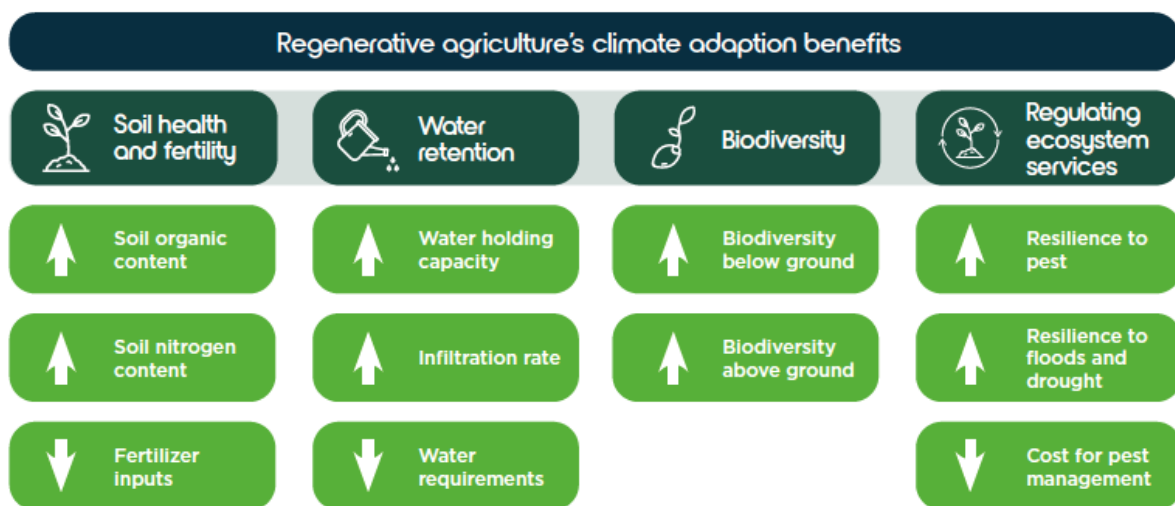 Regenerative agriculture's climate adaption benefits
Soil health
and fertility
Water
retention
Biodiversity
Regulating
ecosystem
services
Soil organic
content
Water holding
capacity
Biodiversity
below ground
Resilience to
pest
Soil nitrogen
content
Infiltration rate
Biodiversity
above ground
Resilience to
floods and
drought
Fertilizer
inputs
Water
requirements
Cost for pest
management